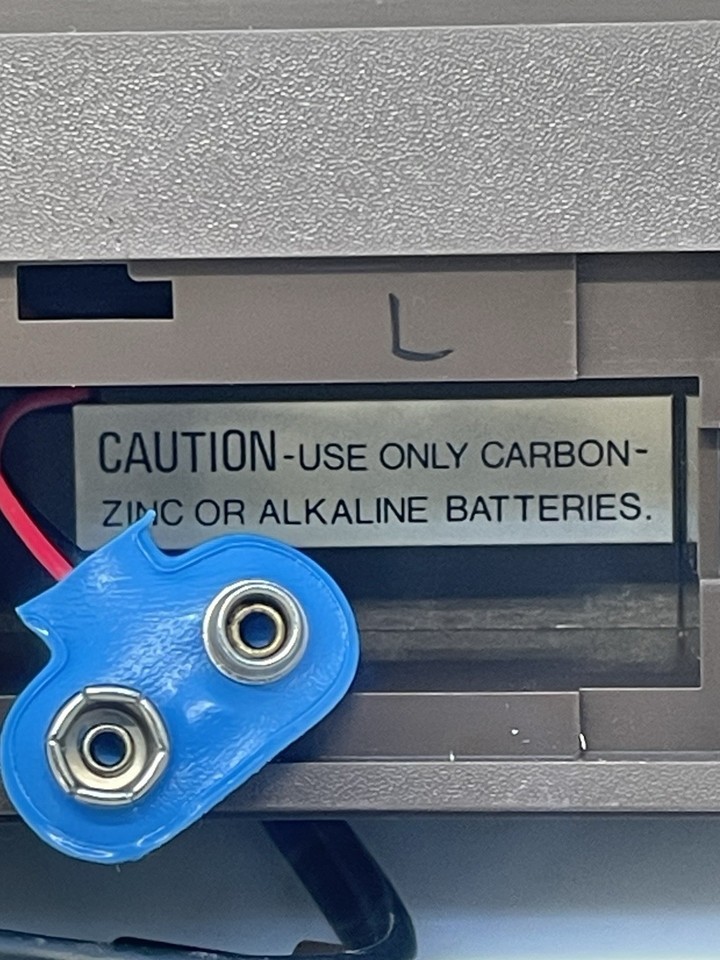 L
CAUTION-USE ONLY CARBON-
ZINC OR ALKALINE BATTERIES.